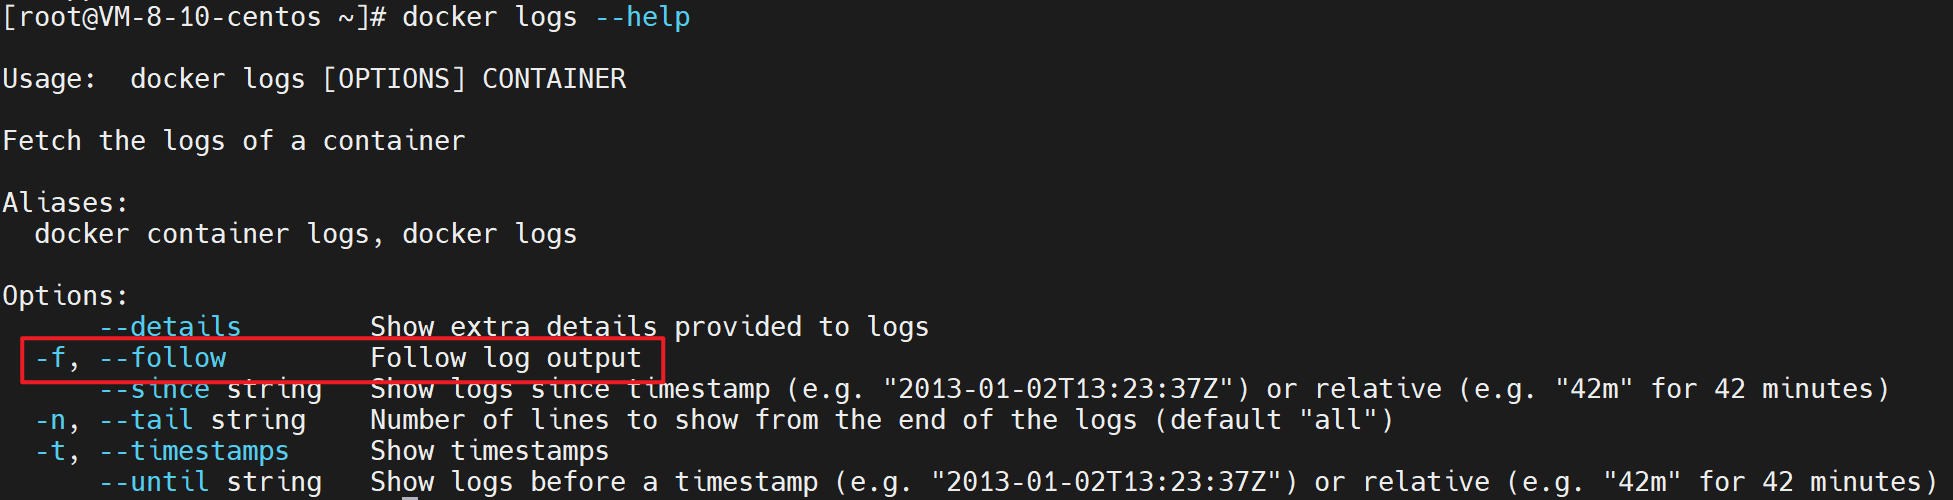 [root@VM-8-10-centos ~]# docker logs --help
Usage:  docker logs [OPTIONS] CONTAINER
Fetch the logs of a container
Aliases:
  docker container logs, docker logs
Options:
      --details        Show extra details provided to logs
  -f, --follow         Follow log output
      --since string   Show logs since timestamp (e.g. "2013-01-02T13:23:37Z") or relative (e.g. "42m" for 42 minutes)
  -n, --tail string    Number of lines to show from the end of the logs (default "all")
  -t, --timestamps     Show timestamps
      --until string   Show logs before a timestamp (e.g. "2013-01-02T13:23:37Z") or relative (e.g. "42m" for 42 minutes)